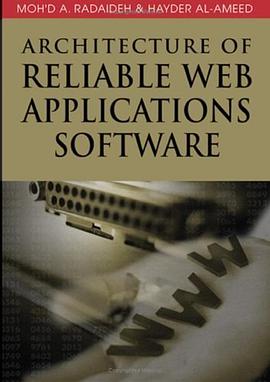 MOH'D A. RADAIDEH & HAYDER AL-AMEED
ARCHITECTURE OF
RELIABLE WEB
APPLICATIONS
SOFTWARE
WWW